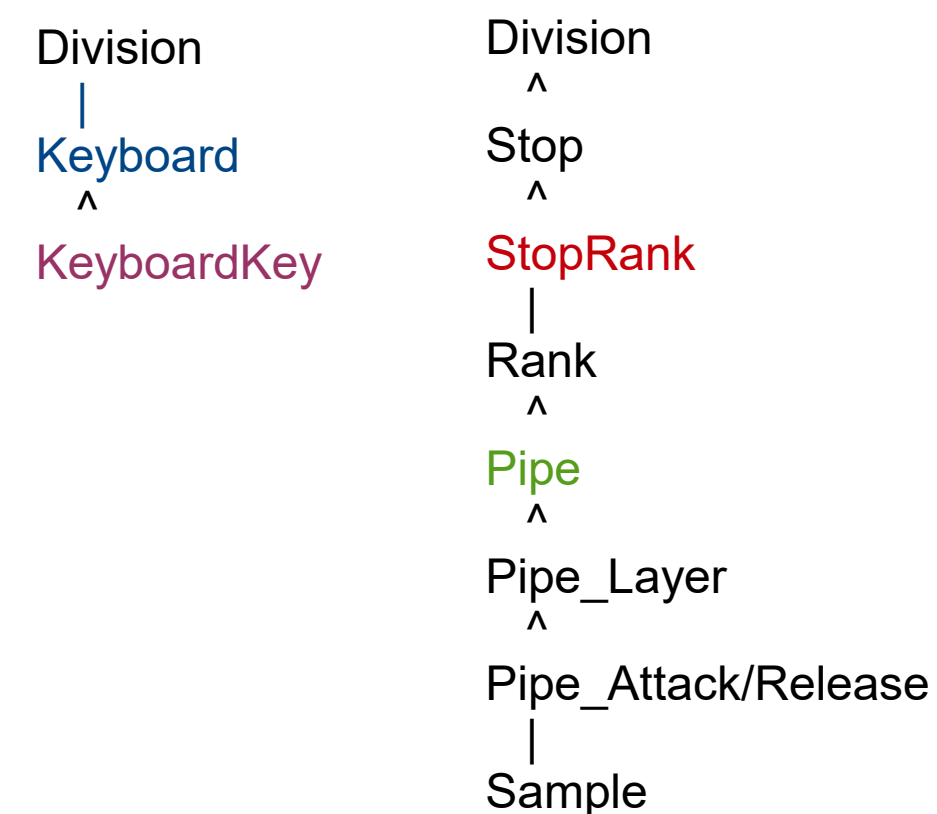 Division
|
Keyboard
^
KeyboardKey
Division
^
Stop
^
StopRank
|
Rank
^
Pipe
^
Pipe_Layer
^
Pipe_Attack/Release
|
Sample